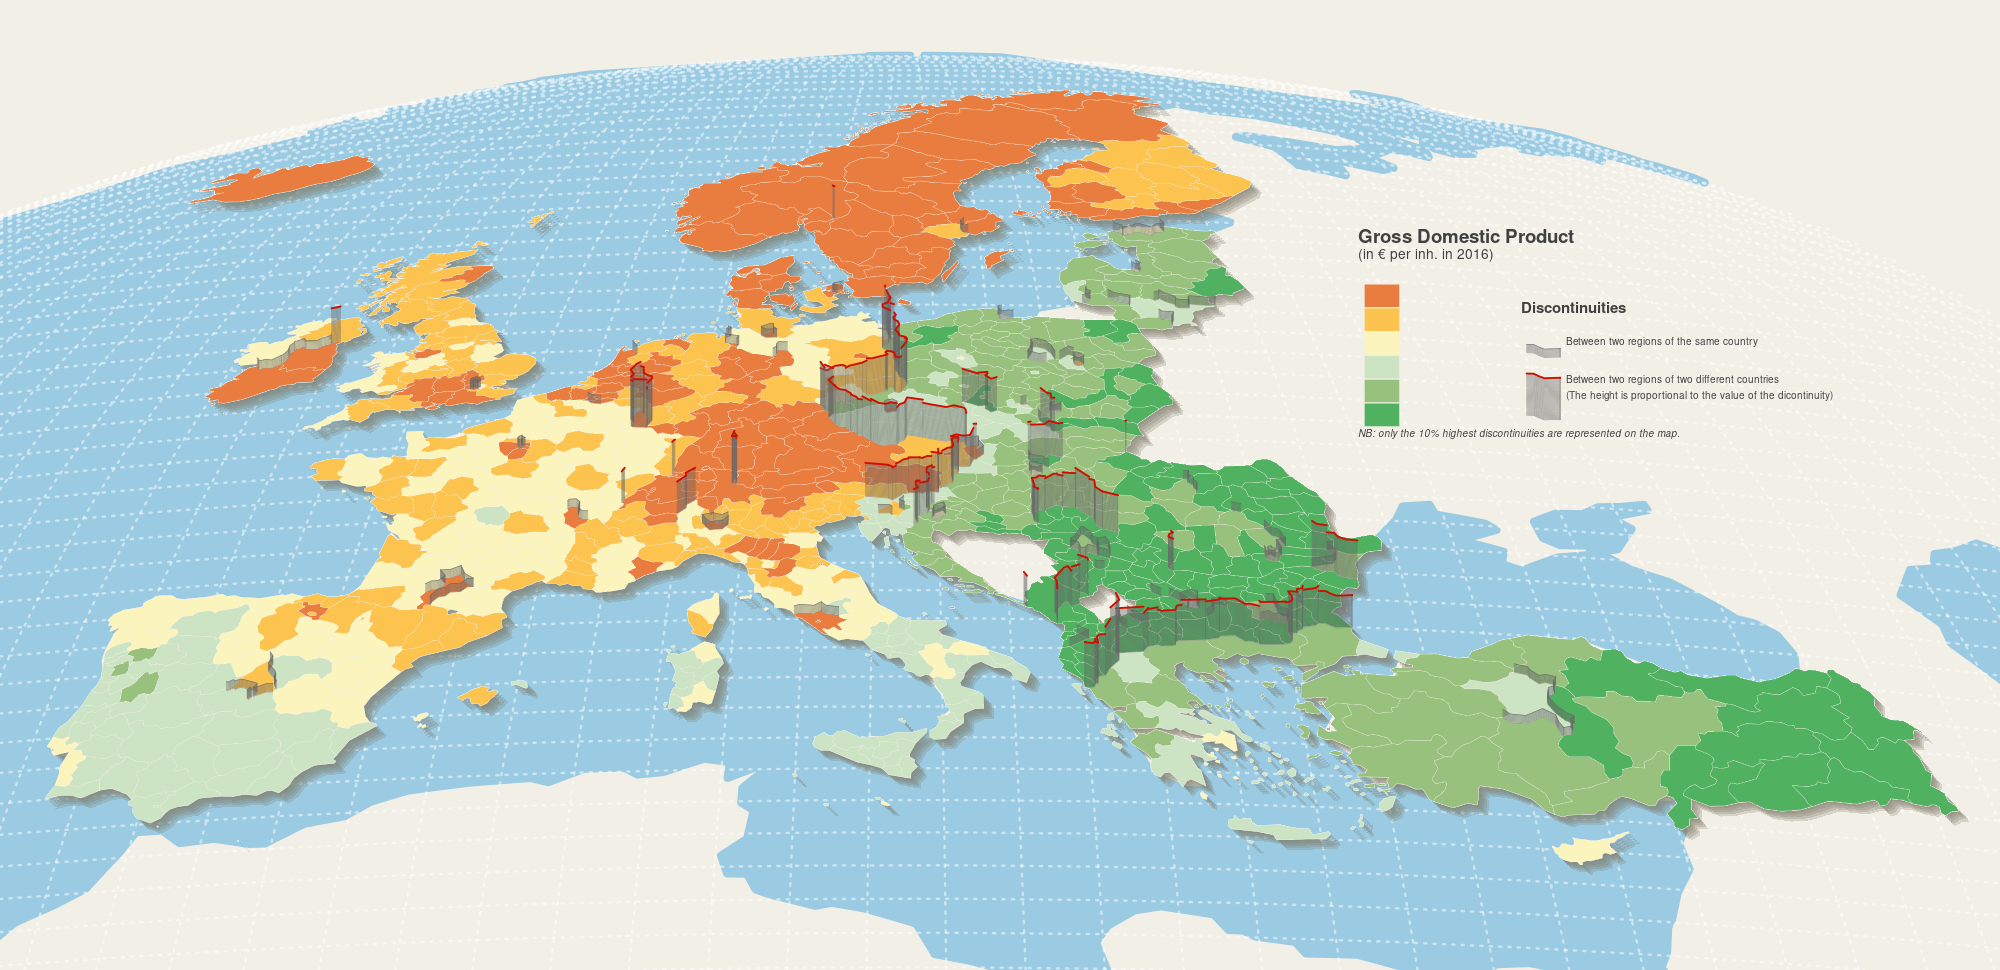 Gross Domestic Product
(in € per inh. in 2016)
Discontinuities
Between two regions of the same country
Between two regions of two different countries
(The height is proportional to the value of the dicontinuity)
NB: only the 10% highest discontinuities are represented on the map.